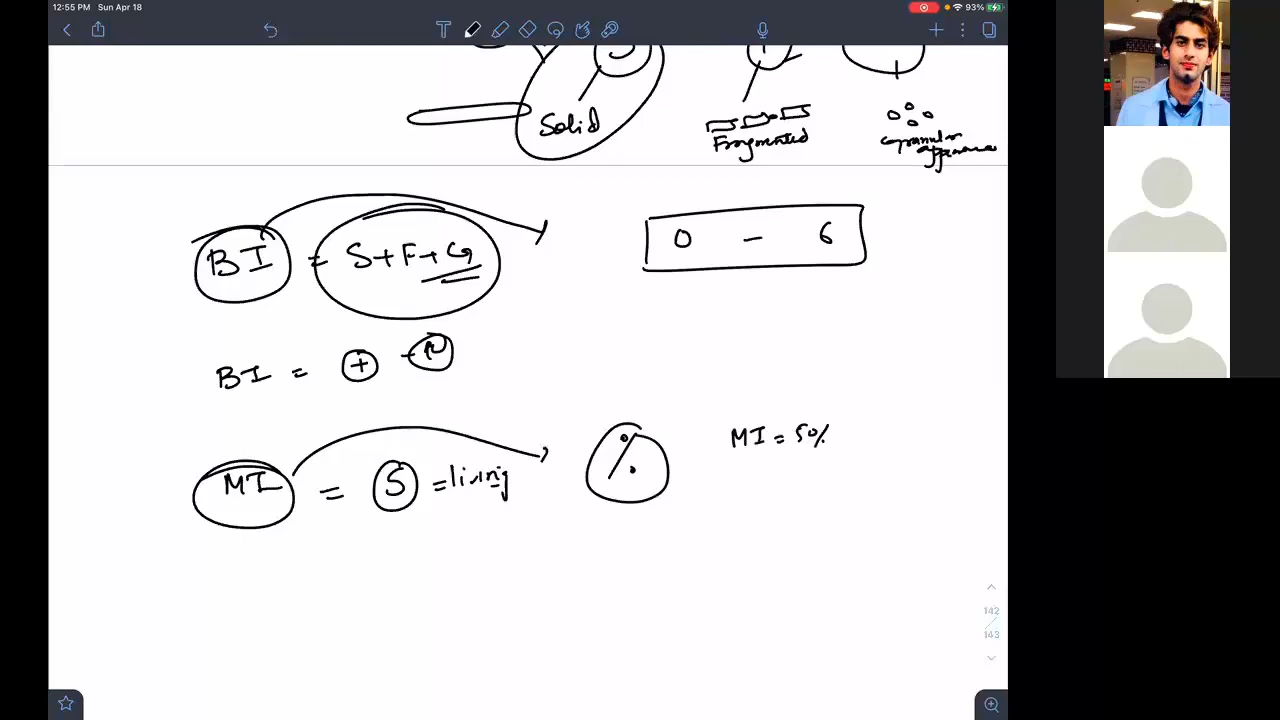 12:55 PM Sun Apr 18
93%
T
Solid
Fragmented
Granular
appearance
BI = S+F+G
0 - 6
BI = +
MI = 50%
MI = S = living
%
142
143